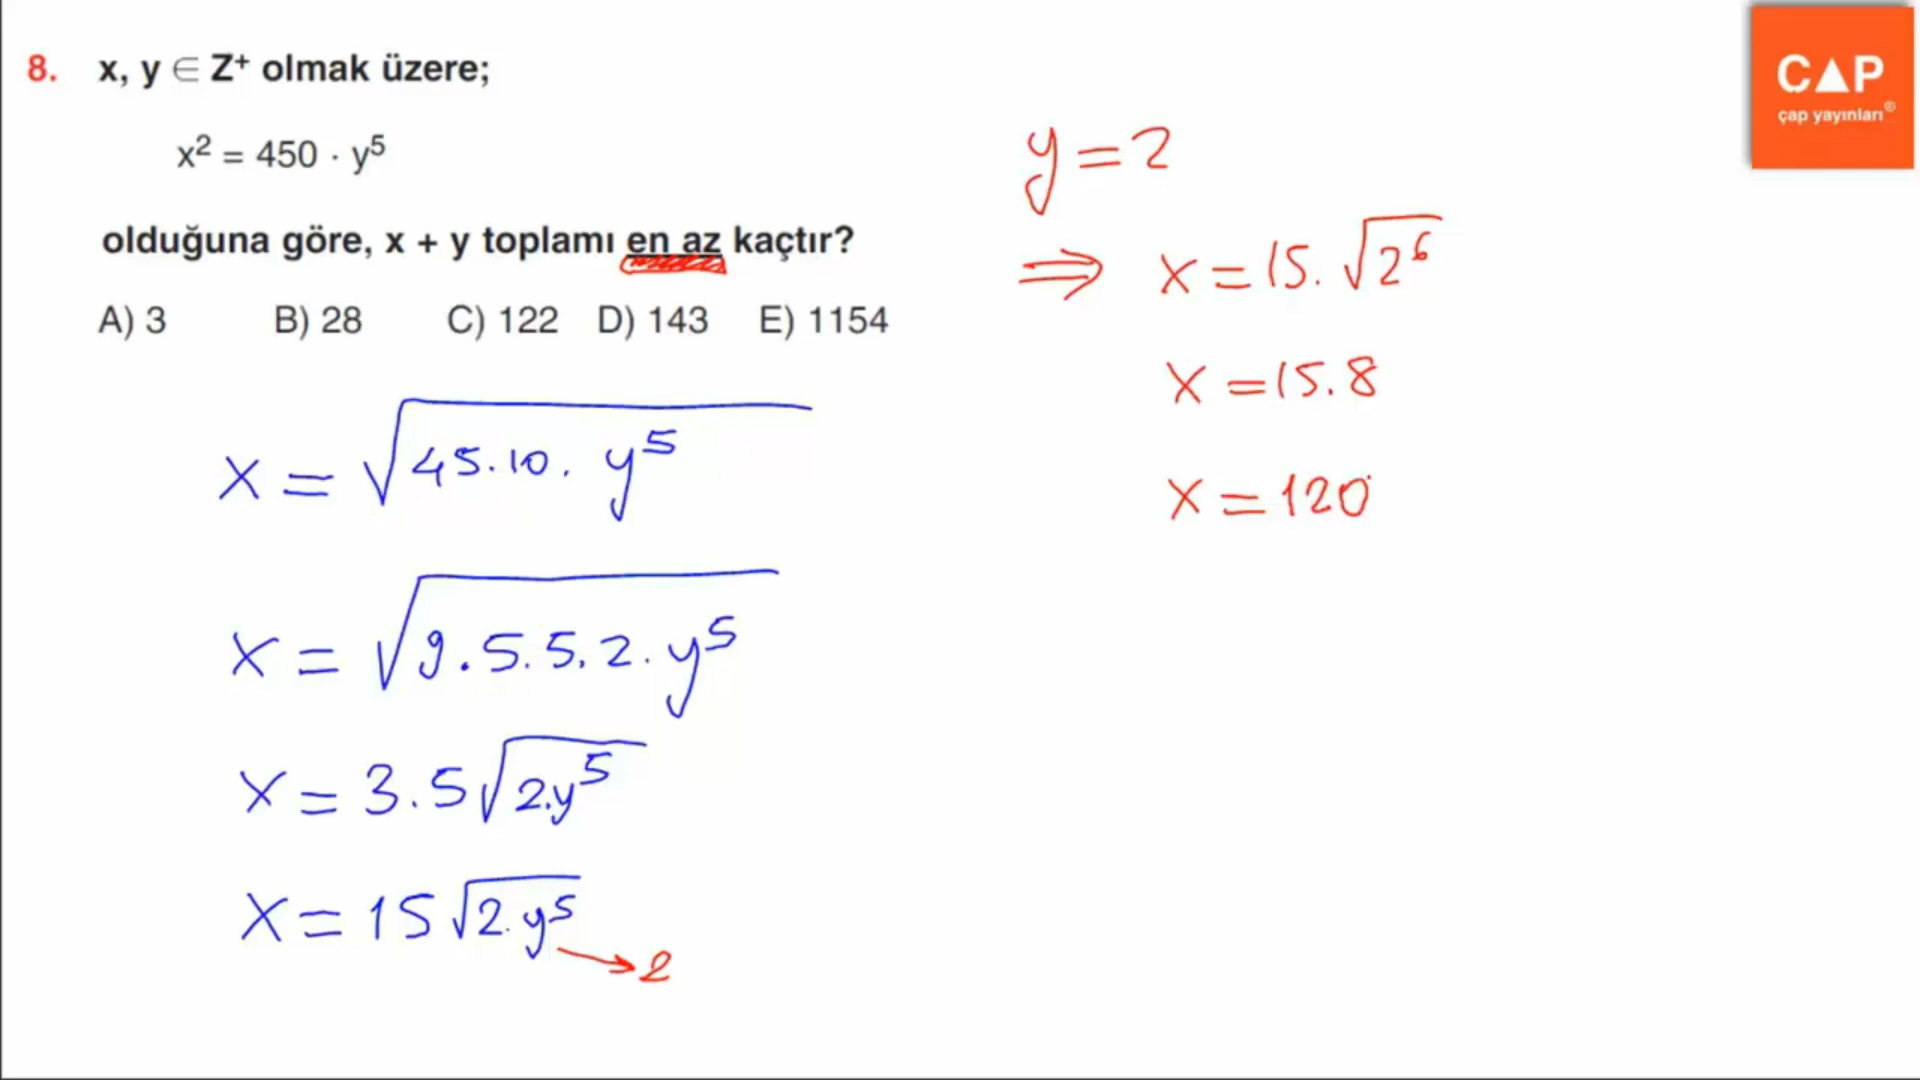 8. x, y ∈ Z⁺ olmak üzere;
x² = 450 · y⁵
olduğuna göre, x + y toplamı en az kaçtır?
A) 3 B) 28 C) 122 D) 143 E) 1154
x = √45.10. y⁵
x = √9.5.5.2.y⁵
x = 3.5√2.y⁵
x = 15√2.y⁵
→2
y = 2
⇒ x = 15.√2⁶
x = 15.8
x = 120
ÇAP
çap yayınları®